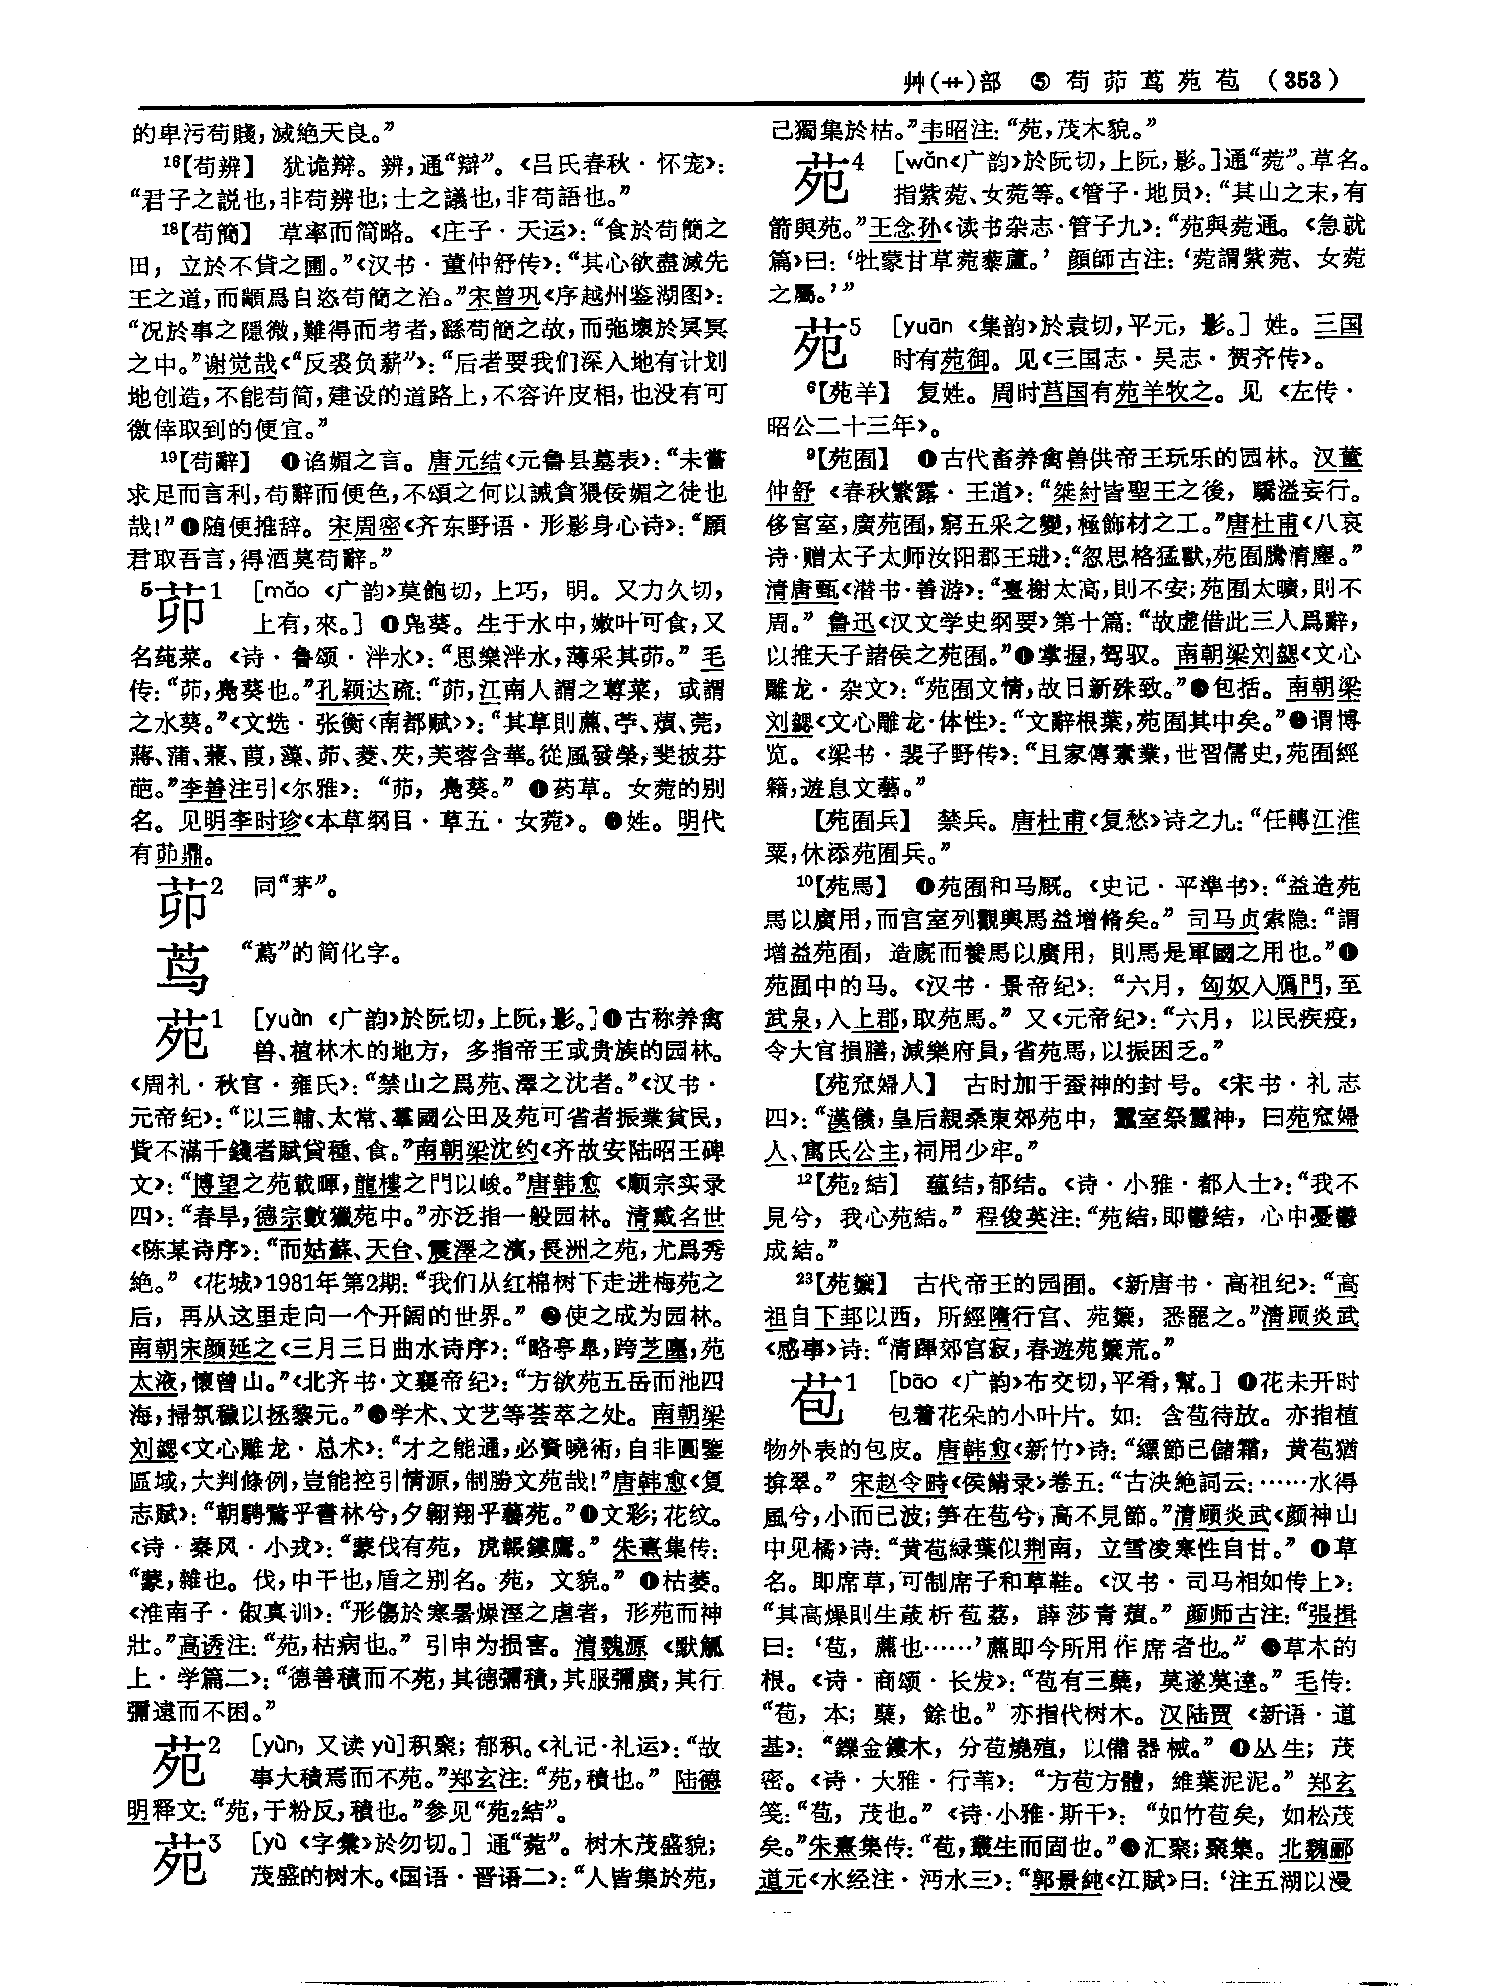 艸(艹)部 ⑤ 苟茆茑苑苞 (353)
的卑污苟賤，滅絶天良。”
16【苟辨】 犹诡辩。辨，通“辯”。《吕氏春秋·怀宠》：
“君子之説也，非苟辨也；士之議也，非苟語也。”
18【苟簡】 草率而简略。《庄子·天运》：“食於苟簡之
田，立於不貸之圃。”《汉书·董仲舒传》：“其心欲盡滅先
王之道，而顓爲自恣苟簡之治。”宋曾巩《序越州鉴湖图》：
“况於事之隱微，難得而考者，繇苟簡之故，而弛壞於冥冥
之中。”谢觉哉《“反裘负薪”》：“后者要我们深入地有计划
地创造，不能苟简，建设的道路上，不容许皮相，也没有可
徼倖取到的便宜。”
19【苟辭】 ❶谄媚之言。唐元结《元鲁县墓表》：“未嘗
求足而言利，苟辭而便色，不頌之何以誡貪猥佞媚之徒也
哉！”❷随便推辞。宋周密《齐东野语·形影身心诗》：“願
君取吾言，得酒莫苟辭。”
5茆1 [mǎo《广韵》莫飽切，上巧，明。又力久切，
上有，來。] ❶凫葵。生于水中，嫩叶可食，又
名莼菜。《诗·鲁颂·泮水》：“思樂泮水，薄采其茆。”毛
传：“茆，鳧葵也。”孔颖达疏：“茆，江南人謂之蓴菜，或謂
之水葵。”《文选·张衡〈南都赋〉》：“其草則藨、苧、薠、莞，
蔣、蒲、蒹、葭，藻、茆、菱、芡，芙蓉含華。從風發榮，斐披芬
葩。”李善注引《尔雅》：“茆，鳧葵。”❷药草。女菀的别
名。见明李时珍《本草纲目·草五·女菀》。❸姓。明代
有茆鼎。
茆2 同“茅”。
茑 “蔦”的简化字。
苑1 [yuàn《广韵》於阮切，上阮，影。]❶古称养禽
兽、植林木的地方，多指帝王或贵族的园林。
《周礼·秋官·雍氏》：“禁山之爲苑、澤之沈者。”《汉书·
元帝纪》：“以三輔、太常、羣國公田及苑可省者振業貧民，
貲不滿千錢者賦貸種、食。”南朝梁沈约《齐故安陆昭王碑
文》：“博望之苑載暉，龍樓之門以峻。”唐韩愈《顺宗实录
四》：“春旱，德宗數獵苑中。”亦泛指一般园林。清戴名世
《陈某诗序》：“而姑蘇、天台、震澤之濱，長洲之苑，尤爲秀
絶。”《花城》1981年第2期：“我们从红棉树下走进梅苑之
后，再从这里走向一个开阔的世界。”❷使之成为园林。
南朝宋颜延之《三月三日曲水诗序》：“略亭皋，跨芝廛，苑
太液，懷曾山。”《北齐书·文襄帝纪》：“方欲苑五岳而池四
海，掃氛穢以拯黎元。”❸学术、文艺等荟萃之处。南朝梁
刘勰《文心雕龙·总术》：“才之能通，必資曉術，自非圓鑒
區域，大判條例，豈能控引情源，制勝文苑哉！”唐韩愈《复
志赋》：“朝騁鶩乎書林兮，夕翱翔乎藝苑。”❹文彩；花纹。
《诗·秦风·小戎》：“蒙伐有苑，虎韔鏤膺。”朱熹集传：
“蒙，雜也。伐，中干也，盾之别名。苑，文貌。”❺枯萎。
《淮南子·俶真训》：“形傷於寒暑燥溼之虐者，形苑而神
壯。”高诱注：“苑，枯病也。”引申为损害。清魏源《默觚
上·学篇二》：“德善積而不苑，其德彌積，其服彌廣，其行
彌遠而不困。”
苑2 [yùn，又读yù]积聚；郁积。《礼记·礼运》：“故
事大積焉而不苑。”郑玄注：“苑，積也。”陆德
明释文：“苑，于粉反，積也。”参见“苑2結”。
苑3 [yù《字彙》於勿切。]通“菀”。树木茂盛貌；
茂盛的树木。《国语·晋语二》：“人皆集於苑，
己獨集於枯。”韦昭注：“苑，茂木貌。”
苑4 [wǎn《广韵》於阮切，上阮，影。]通“菀”。草名。
指紫菀、女菀等。《管子·地员》：“其山之末，有
箭與苑。”王念孙《读书杂志·管子九》：“苑與菀通。《急就
篇》曰：‘牡蒙甘草菀藜蘆。’顔師古注：‘菀謂紫菀、女菀
之屬。’”
苑5 [yuān《集韵》於袁切，平元，影。]姓。三国
时有苑御。见《三国志·吴志·贺齐传》。
6【苑羊】 复姓。周时莒国有苑羊牧之。见《左传·
昭公二十三年》。
9【苑囿】 ❶古代畜养禽兽供帝王玩乐的园林。汉董
仲舒《春秋繁露·王道》：“桀紂皆聖王之後，驕溢妄行。
侈宫室，廣苑囿，窮五采之變，極飾材之工。”唐杜甫《八哀
诗·赠太子太师汝阳郡王琎》：“忽思格猛獸，苑囿騰清塵。”
清唐甄《潜书·善游》：“臺榭太高，則不安；苑囿太曠，則不
周。”鲁迅《汉文学史纲要》第十篇：“故虚借此三人爲辭，
以推天子諸侯之苑囿。”❷掌握，驾驭。南朝梁刘勰《文心
雕龙·杂文》：“苑囿文情，故日新殊致。”❸包括。南朝梁
刘勰《文心雕龙·体性》：“文辭根葉，苑囿其中矣。”❹谓博
览。《梁书·裴子野传》：“且家傳素業，世習儒史，苑囿經
籍，遊息文藝。”
【苑囿兵】 禁兵。唐杜甫《复愁》诗之九：“任轉江淮
粟，休添苑囿兵。”
10【苑馬】 ❶苑囿和马厩。《史记·平準书》：“益造苑
馬以廣用，而宫室列觀輿馬益增脩矣。”司马贞索隐：“謂
增益苑囿，造廄而養馬以廣用，則馬是軍國之用也。”❷
苑囿中的马。《汉书·景帝纪》：“六月，匈奴入鴈門，至
武泉，入上郡，取苑馬。”又《元帝纪》：“六月，以民疾疫，
令大官損膳，減樂府員，省苑馬，以振困乏。”
【苑窊婦人】 古时加于蚕神的封号。《宋书·礼志
四》：“漢儀，皇后親桑東郊苑中，蠶室祭蠶神，曰苑窊婦
人、寓氏公主，祠用少牢。”
12【苑2結】 蕴结，郁结。《诗·小雅·都人士》：“我不
見兮，我心苑結。”程俊英注：“苑結，即鬱結，心中憂鬱
成結。”
23【苑籞】 古代帝王的园囿。《新唐书·高祖纪》：“高
祖自下邽以西，所經隋行宫、苑籞，悉罷之。”清顾炎武
《感事》诗：“清蹕郊宫寂，春遊苑籞荒。”
苞1 [bāo《广韵》布交切，平肴，幫。] ❶花未开时
包着花朵的小叶片。如：含苞待放。亦指植
物外表的包皮。唐韩愈《新竹》诗：“縹節已儲霜，黄苞猶
揜翠。”宋赵令畤《侯鲭录》卷五：“古決絶詞云：……水得
風兮，小而已波；笋在苞兮，高不見節。”清顾炎武《颜神山
中见橘》诗：“黄苞緑葉似荆南，立雪凌寒性自甘。”❷草
名。即席草，可制席子和草鞋。《汉书·司马相如传上》：
“其高燥則生葴析苞荔，薛莎青薠。”颜师古注：“張揖
曰：‘苞，藨也……’藨即今所用作席者也。”❸草木的
根。《诗·商颂·长发》：“苞有三蘖，莫遂莫達。”毛传：
“苞，本；蘖，餘也。”亦指代树木。汉陆贾《新语·道
基》：“鑠金鏤木，分苞燒殖，以備器械。”❹丛生；茂
密。《诗·大雅·行苇》：“方苞方體，維葉泥泥。”郑玄
笺：“苞，茂也。”《诗·小雅·斯干》：“如竹苞矣，如松茂
矣。”朱熹集传：“苞，叢生而固也。”❺汇聚；聚集。北魏郦
道元《水经注·沔水三》：“郭景純《江賦》曰：‘注五湖以漫